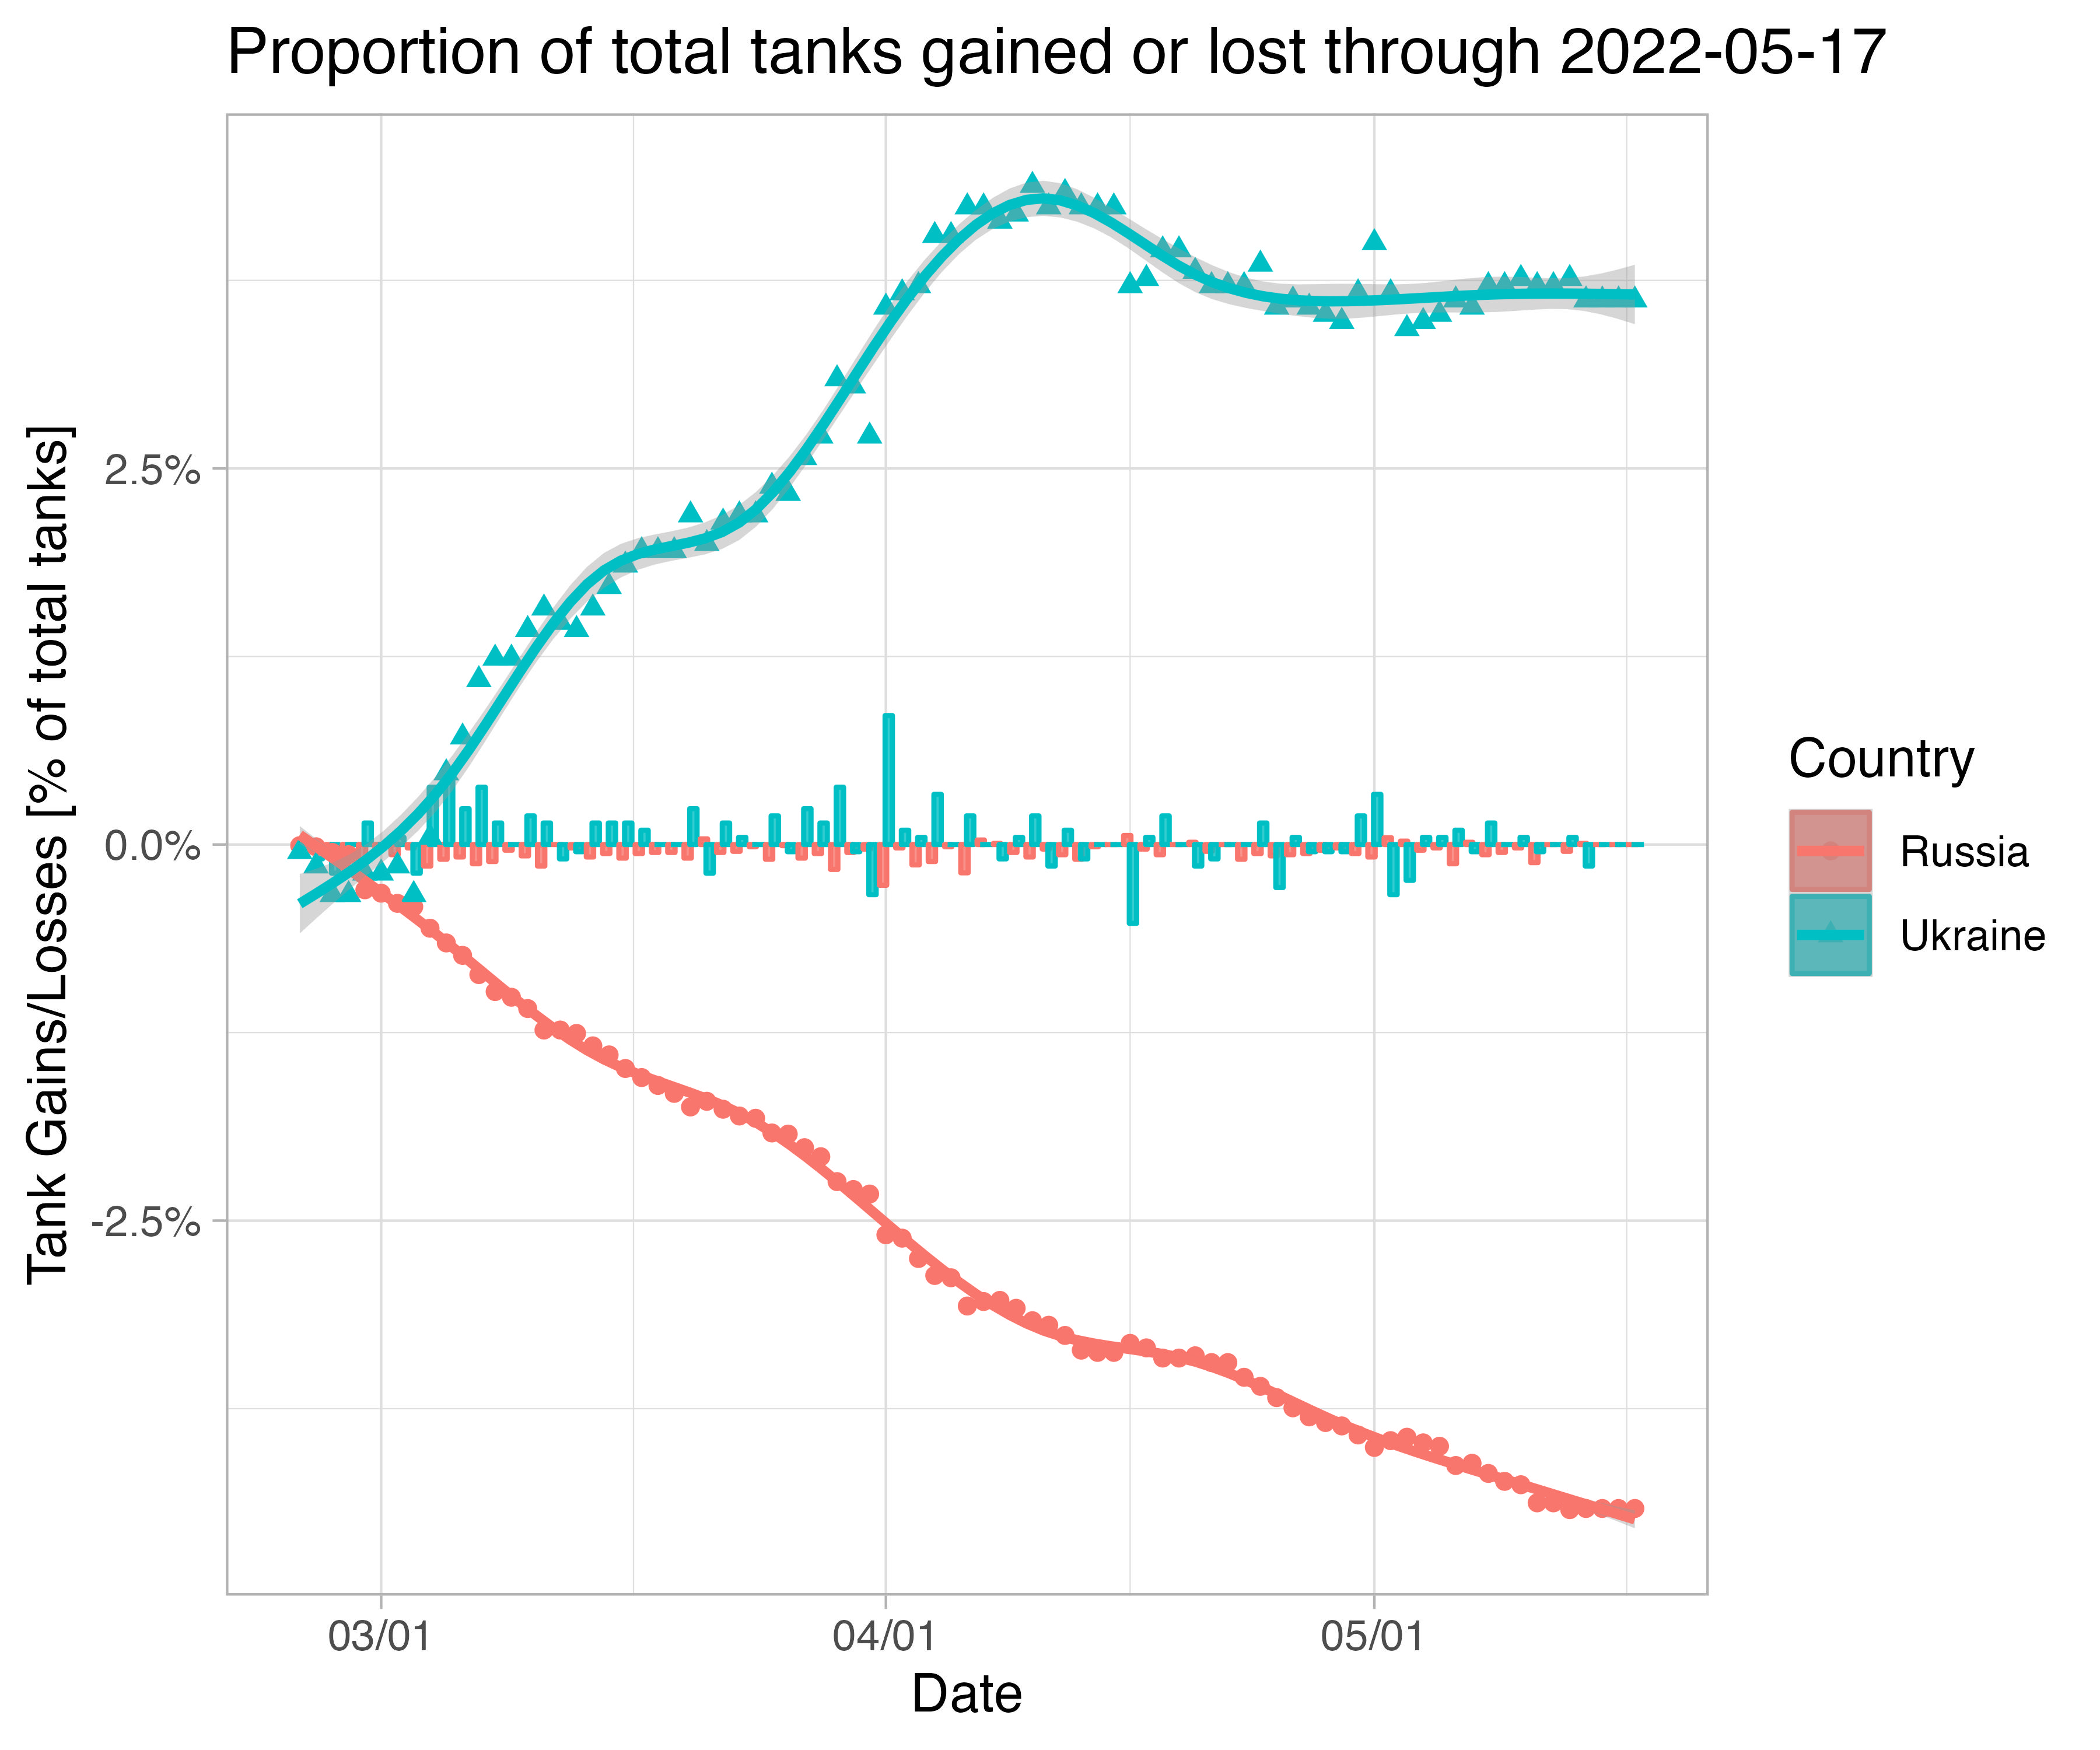 Proportion of total tanks gained or lost through 2022-05-17
Tank Gains/Losses [% of total tanks]
2.5%
0.0%
-2.5%
03/01
04/01
05/01
Date
Country
Russia
Ukraine